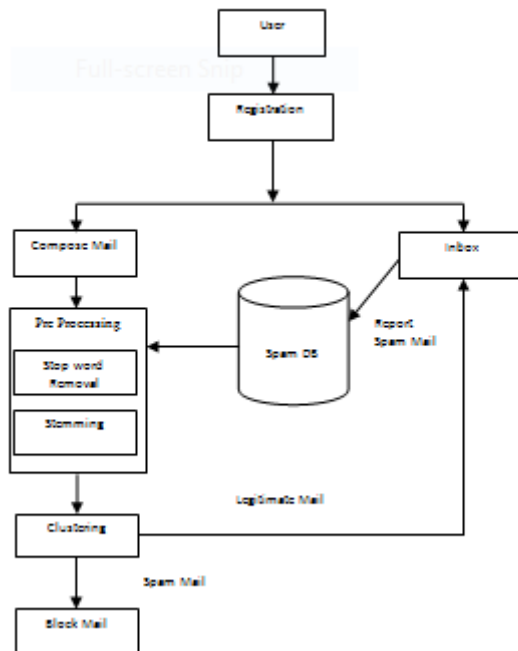 User
Full-screen Snip
Registration
Compose Mail
Inbox
Pre Processing
Report
Spam Mail
Spam DB
Stop word
Removal
Stemming
Legitimate Mail
Clustering
Spam Mail
Block Mail